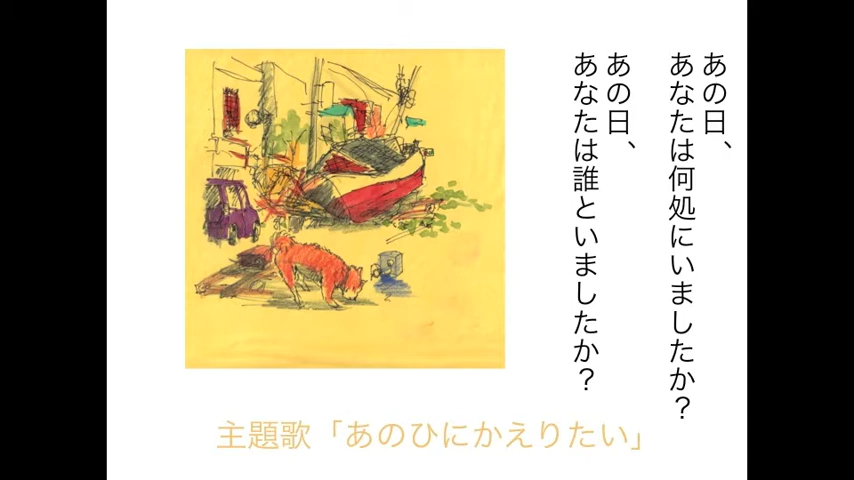 あの日、
あなたは何処にいましたか？
あの日、
あなたは誰といましたか？
主題歌「あのひにかえりたい」